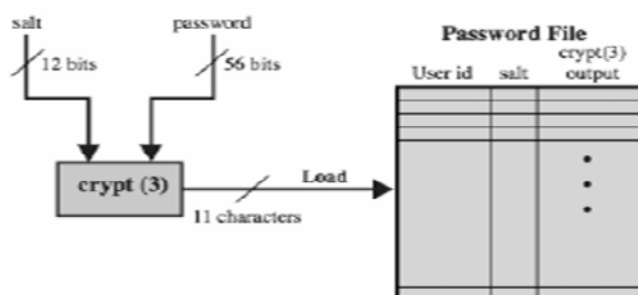 salt
password
12 bits
56 bits
crypt (3)
Load
11 characters
Password File
User id
salt
crypt(3)
output